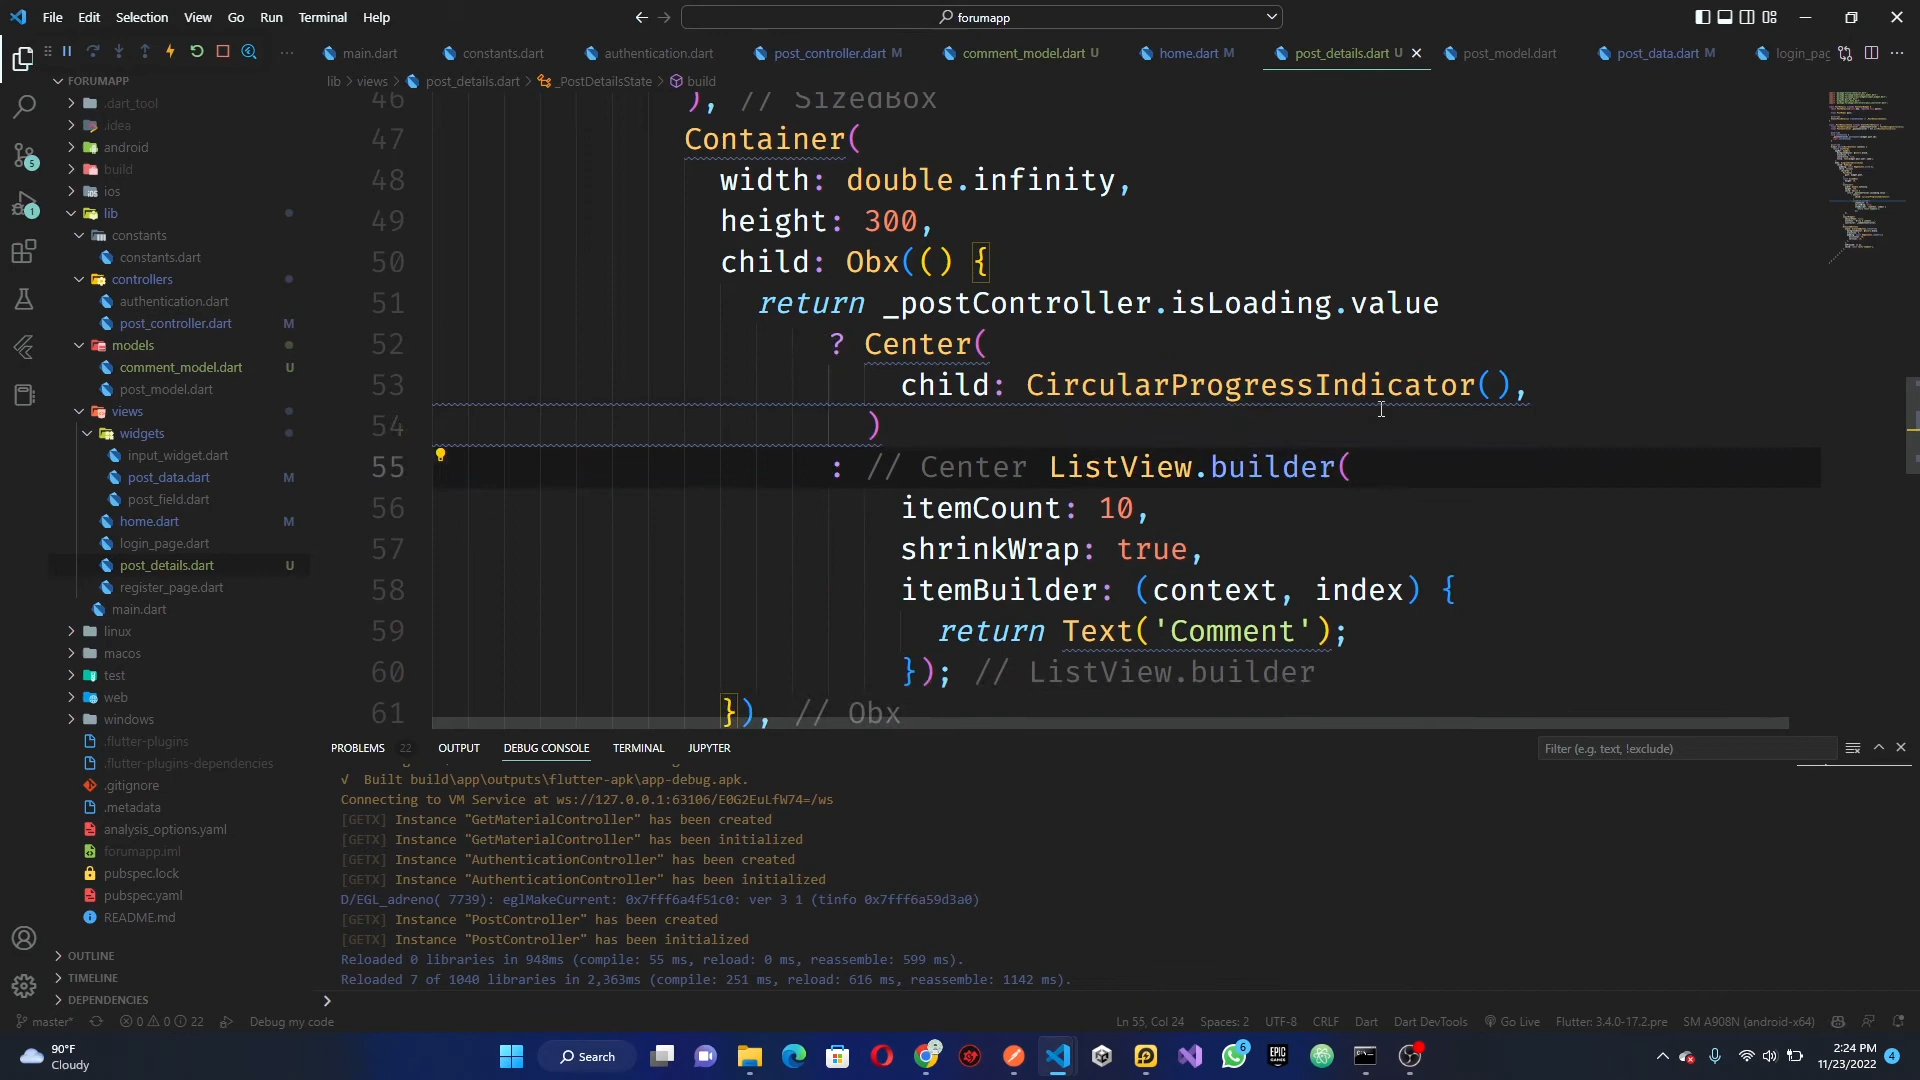 File Edit Selection View Go Run Terminal Help
forumapp
main.dart constants.dart authentication.dart post_controller.dart M comment_model.dart U home.dart M post_details.dart U post_model.dart post_data.dart M login_pag
FORUMAPP
lib > views > post_details.dart > _PostDetailsState > build
.dart_tool
.idea
android
build
ios
lib
constants
constants.dart
controllers
authentication.dart
post_controller.dart M
models
comment_model.dart U
post_model.dart
views
widgets
input_widget.dart
post_data.dart M
post_field.dart
home.dart M
login_page.dart
post_details.dart U
register_page.dart
main.dart
linux
macos
test
web
windows
.flutter-plugins
.flutter-plugins-dependencies
.gitignore
.metadata
analysis_options.yaml
forumapp.iml
pubspec.lock
pubspec.yaml
README.md
OUTLINE
TIMELINE
DEPENDENCIES
5
1
46 ), // SizedBox
47 Container(
48 width: double.infinity,
49 height: 300,
50 child: Obx(() {
51 return _postController.isLoading.value
52 ? Center(
53 child: CircularProgressIndicator(),
54 )
55 : // Center ListView.builder(
56 itemCount: 10,
57 shrinkWrap: true,
58 itemBuilder: (context, index) {
59 return Text('Comment');
60 }); // ListView.builder
61 }), // Obx
PROBLEMS 22 OUTPUT DEBUG CONSOLE TERMINAL JUPYTER
Filter (e.g. text, !exclude)
√ Built build\app\outputs\flutter-apk\app-debug.apk.
Connecting to VM Service at ws://127.0.0.1:63106/E0G2EuLfW74=/ws
[GETX] Instance "GetMaterialController" has been created
[GETX] Instance "GetMaterialController" has been initialized
[GETX] Instance "AuthenticationController" has been created
[GETX] Instance "AuthenticationController" has been initialized
D/EGL_adreno( 7739): eglMakeCurrent: 0x7fff6a4f51c0: ver 3 1 (tinfo 0x7fff6a59d3a0)
[GETX] Instance "PostController" has been created
[GETX] Instance "PostController" has been initialized
Reloaded 0 libraries in 948ms (compile: 55 ms, reload: 0 ms, reassemble: 599 ms).
Reloaded 7 of 1040 libraries in 2,363ms (compile: 251 ms, reload: 616 ms, reassemble: 1142 ms).
master* 0 0 22 Debug my code
Ln 55, Col 24 Spaces: 2 UTF-8 CRLF Dart Dart DevTools Go Live Flutter: 3.4.0-17.2.pre SM A908N (android-x64)
90°F
Cloudy
Search
6
EPIC
GAMES
2:24 PM
11/23/2022
4